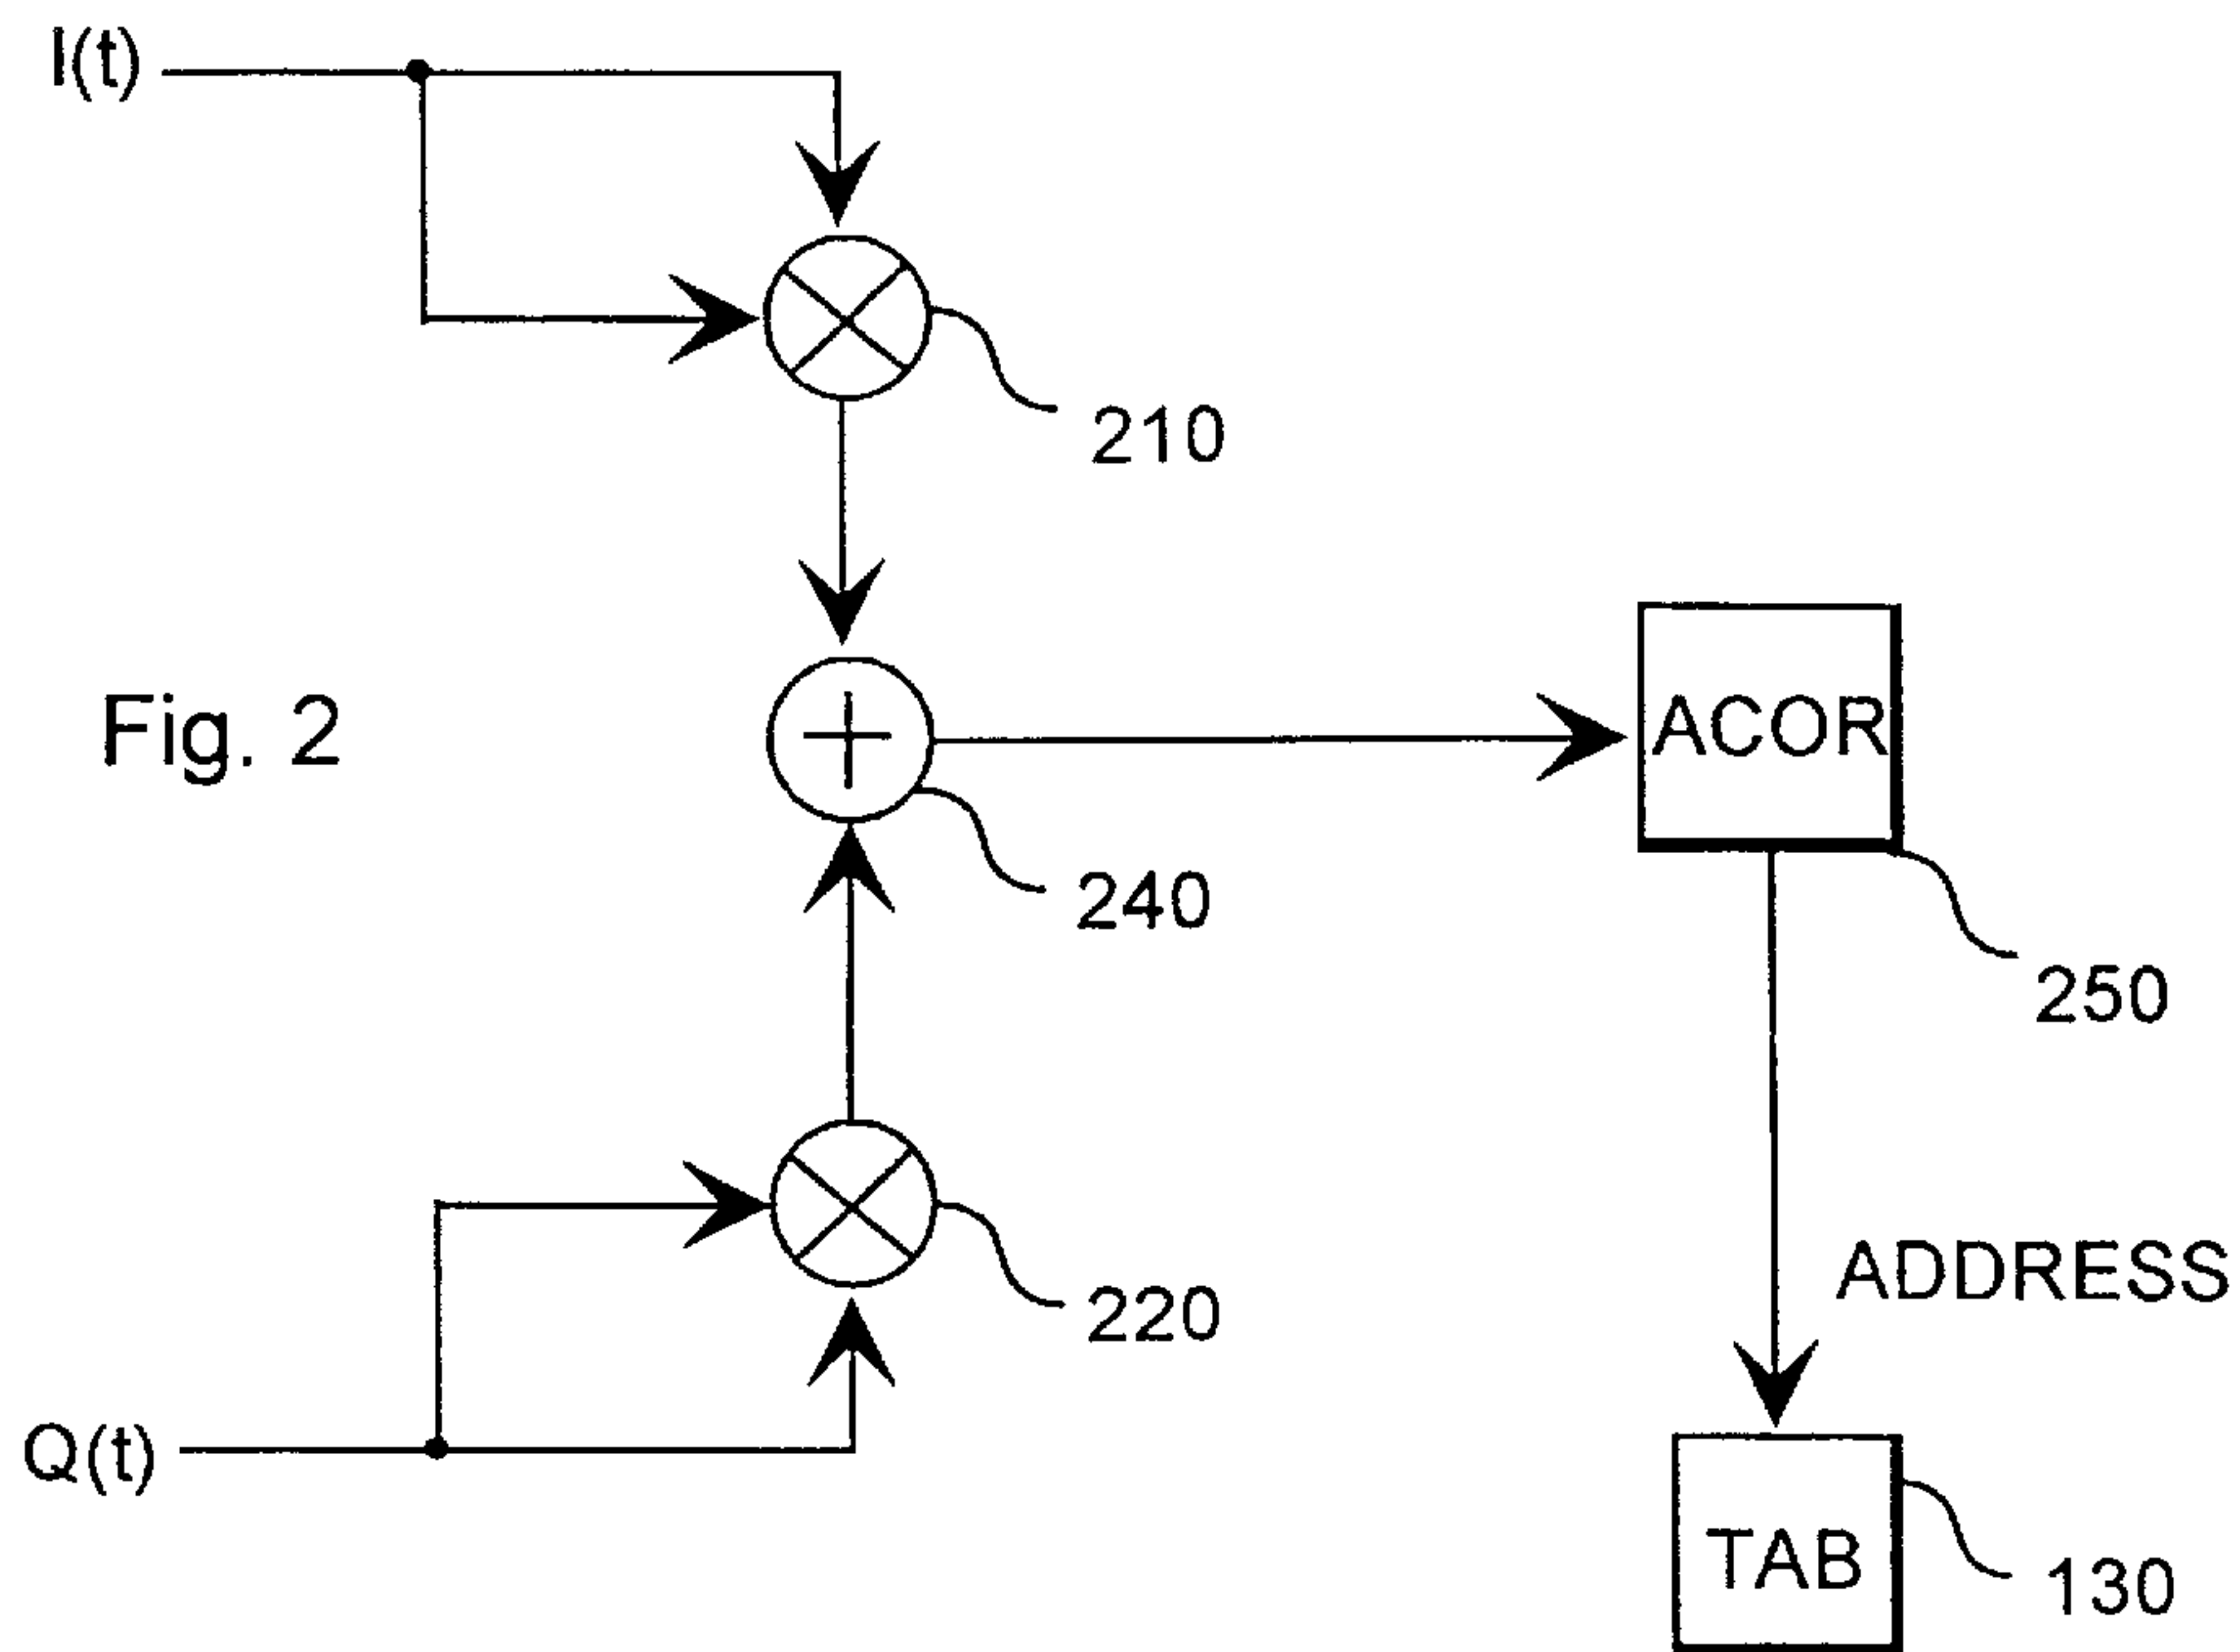 I(t)
210
Fig. 2
ACOR
240
250
ADDRESS
220
Q(t)
TAB
130